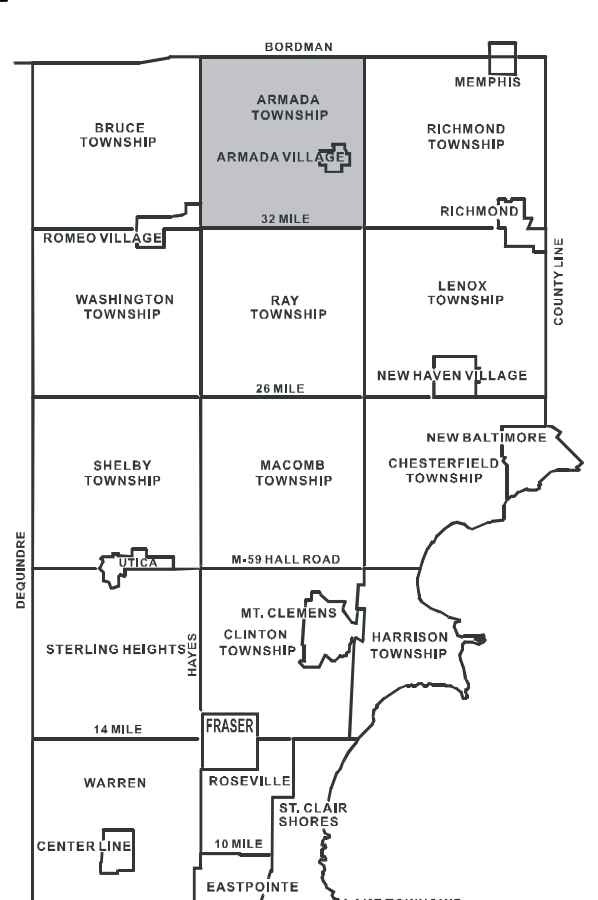 BORDMAN
MEMPHIS
ARMADA
TOWNSHIP
BRUCE
TOWNSHIP
RICHMOND
TOWNSHIP
ARMADA VILLAGE
RICHMOND
32 MILE
ROMEO VILLAGE
COUNTY LINE
WASHINGTON
TOWNSHIP
RAY
TOWNSHIP
LENOX
TOWNSHIP
NEW HAVEN VILLAGE
26 MILE
NEW BALTIMORE
SHELBY
TOWNSHIP
MACOMB
TOWNSHIP
CHESTERFIELD
TOWNSHIP
DEQUINDRE
UTICA
M-59 HALL ROAD
MT. CLEMENS
CLINTON
TOWNSHIP
HARRISON
TOWNSHIP
STERLING HEIGHTS
HAYES
14 MILE
FRASER
WARREN
ROSEVILLE
ST. CLAIR
SHORES
CENTER LINE
10 MILE
EASTPOINTE